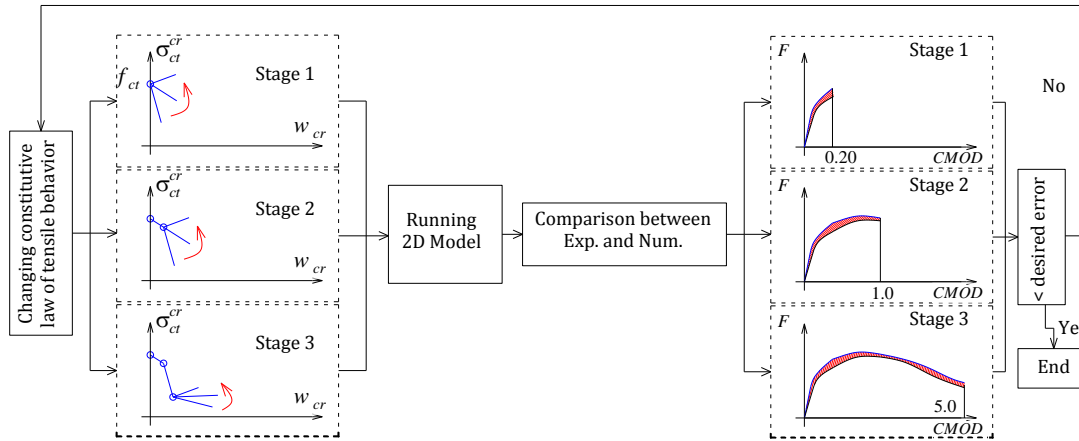 Changing constitutive
law of tensile behavior
σ_ct^cr
f_ct
Stage 1
w_cr
σ_ct^cr
Stage 2
w_cr
σ_ct^cr
Stage 3
w_cr
Running
2D Model
Comparison between
Exp. and Num.
F
Stage 1
0.20
CMOD
F
Stage 2
1.0
CMOD
F
Stage 3
5.0
CMOD
No
< desired error
Ye
End